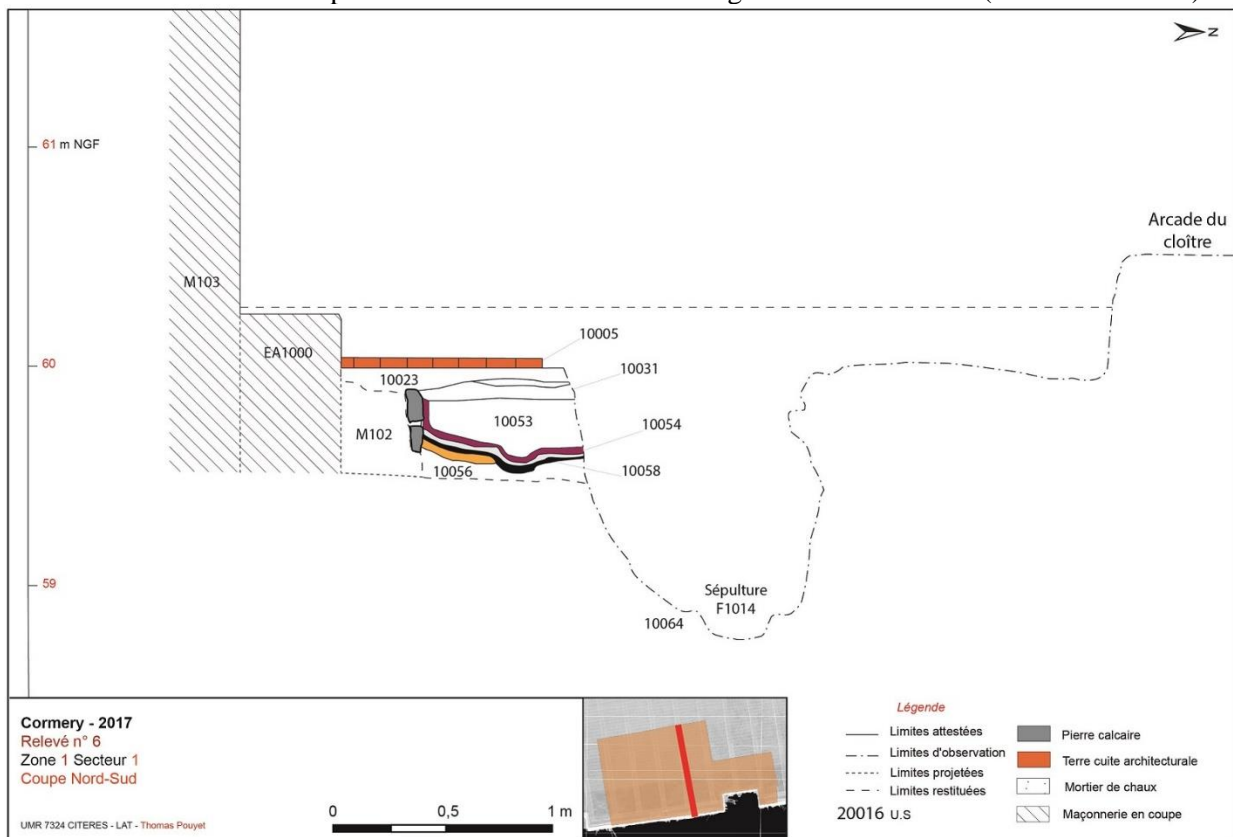 N
61 m NGF
Arcade du
cloître
M103
60
EA1000
10005
10023
10031
10053
M102
10054
10056
10058
59
Sépulture
F1014
10064
Cormery - 2017
Relevé n° 6
Zone 1 Secteur 1
Coupe Nord-Sud
UMR 7324 CITERES - LAT - Thomas Pouyet
0 0,5 1 m
Légende
Limites attestées
Limites d'observation
Limites projetées
Limites restituées
20016 U.S
Pierre calcaire
Terre cuite architecturale
Mortier de chaux
Maçonnerie en coupe